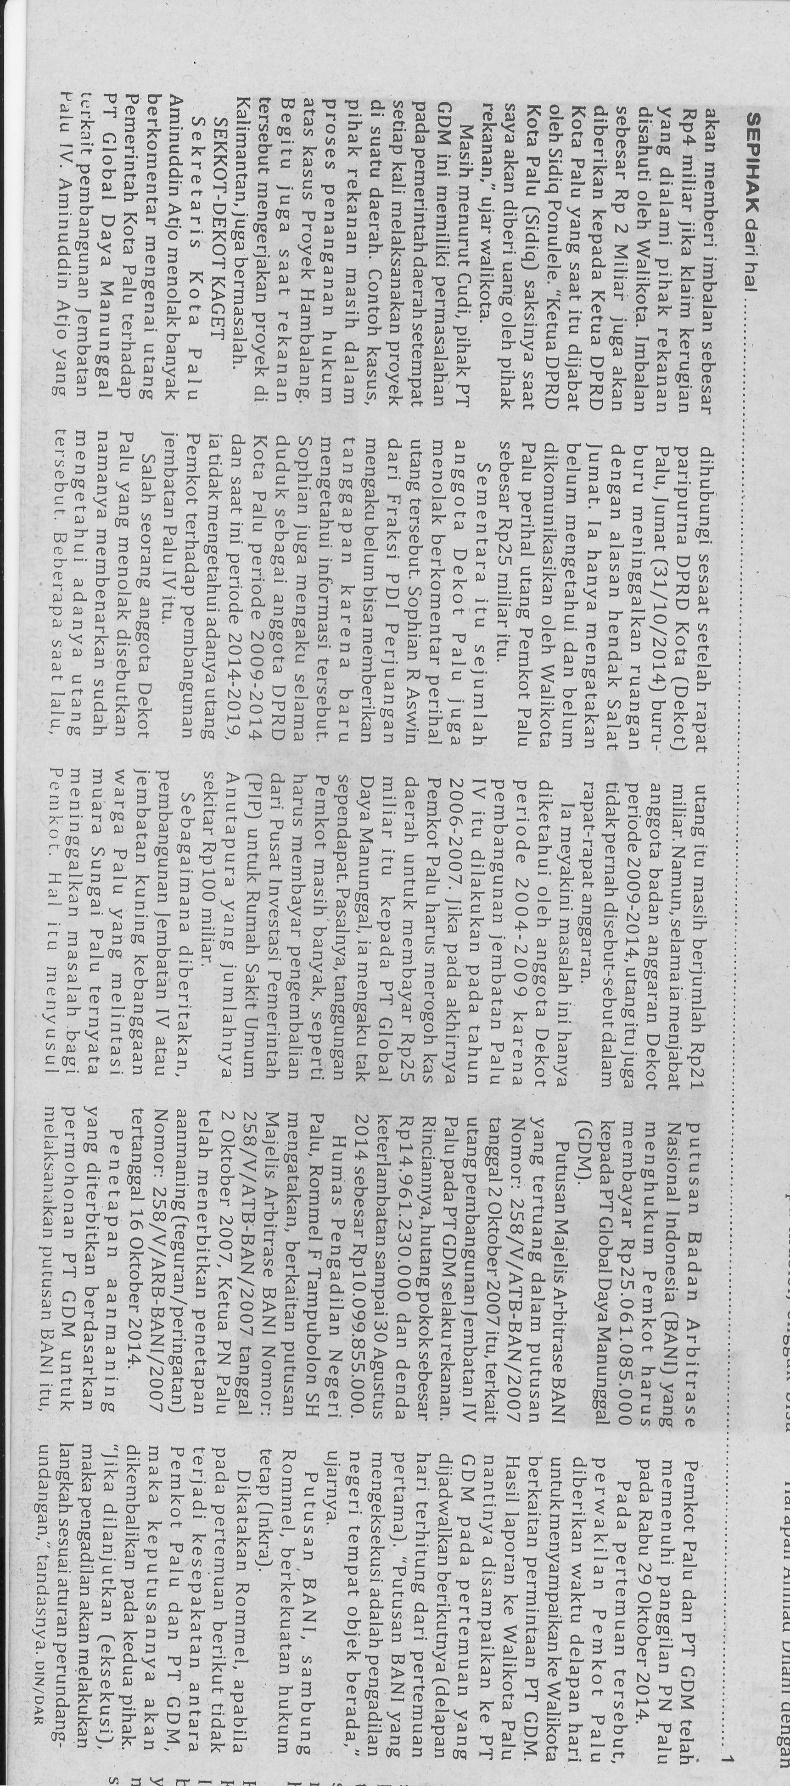 SEPIHAK dari hal ........ 1
akan memberi imbalan sebesar
Rp4 miliar jika klaim kerugian
yang dialami pihak rekanan
disahuti oleh Walikota. Imbalan
sebesar Rp 2 Miliar juga akan
diberikan kepada Ketua DPRD
Kota Palu yang saat itu dijabat
oleh Sidiq Ponulele. “Ketua DPRD
Kota Palu (Sidiq) saksinya saat
saya akan diberi uang oleh pihak
rekanan,” ujar walikota.
Masih menurut Cudi, pihak PT
GDM ini memiliki permasalahan
pada pemerintah daerah setempat
setiap kali melaksanakan proyek
di suatu daerah. Contoh kasus,
pihak rekanan masih dalam
proses penanganan hukum
atas kasus Proyek Hambalang.
Begitu juga saat rekanan
tersebut mengerjakan proyek di
Kalimantan, juga bermasalah.
SEKKOT-DEKOT KAGET
Sekretaris Kota Palu
Aminuddin Atjo menolak banyak
berkomentar mengenai utang
Pemerintah Kota Palu terhadap
PT Global Daya Manunggal
terkait pembangunan Jembatan
Palu IV. Aminuddin Atjo yang
dihubungi sesaat setelah rapat
paripurna DPRD Kota (Dekot)
Palu, Jumat (31/10/2014) buru-
buru meninggalkan ruangan
dengan alasan hendak Salat
Jumat. Ia hanya mengatakan
belum mengetahui dan belum
dikomunikasikan oleh Walikota
Palu perihal utang Pemkot Palu
sebesar Rp25 miliar itu.
Sementara itu sejumlah
anggota Dekot Palu juga
menolak berkomentar perihal
utang tersebut. Sophian R Aswin
dari Fraksi PDI Perjuangan
mengaku belum bisa memberikan
tanggapan karena baru
mengetahui informasi tersebut.
Sophian juga mengaku selama
duduk sebagai anggota DPRD
Kota Palu periode 2009-2014
dan saat ini periode 2014-2019,
ia tidak mengetahui adanya utang
Pemkot terhadap pembangunan
jembatan Palu IV itu.
Salah seorang anggota Dekot
Palu yang menolak disebutkan
namanya membenarkan sudah
mengetahui adanya utang
tersebut. Beberapa saat lalu,
utang itu masih berjumlah Rp21
miliar. Namun, selama ia menjabat
anggota badan anggaran Dekot
periode 2009-2014, utang itu juga
tidak pernah disebut-sebut dalam
rapat-rapat anggaran.
Ia meyakini masalah ini hanya
diketahui oleh anggota Dekot
periode 2004-2009 karena
pembangunan jembatan Palu
IV itu dilakukan pada tahun
2006-2007. Jika pada akhirnya
Pemkot Palu harus merogoh kas
daerah untuk membayar Rp25
miliar itu kepada PT Global
Daya Manunggal, ia mengaku tak
sependapat. Pasalnya, tanggungan
Pemkot masih banyak, seperti
harus membayar pengembalian
dari Pusat Investasi Pemerintah
(PIP) untuk Rumah Sakit Umum
Anutapura yang jumlahnya
sekitar Rp100 miliar.
Sebagaimana diberitakan,
pembangunan Jembatan IV atau
jembatan kuning kebanggaan
warga Palu yang melintasi
muara Sungai Palu ternyata
meninggalkan masalah bagi
Pemkot. Hal itu menyusul
putusan Badan Arbitrase
Nasional Indonesia (BANI) yang
menghukum Pemkot harus
membayar Rp25.061.085.000
kepada PT Global Daya Manunggal
(GDM).
Putusan Majelis Arbitrase BANI
yang tertuang dalam putusan
Nomor: 258/V/ATB-BAN/2007
tanggal 2 Oktober 2007 itu, terkait
utang pembangunan Jembatan IV
Palu pada PT GDM selaku rekanan.
Rinciannya, hutang pokok sebesar
Rp14.961.230.000 dan denda
keterlambatan sampai 30 Agustus
2014 sebesar Rp10.099.855.000.
Humas Pengadilan Negeri
Palu, Rommel F Tampubolon SH
mengatakan, berkaitan putusan
Majelis Arbitrase BANI Nomor:
258/V/ATB-BAN/2007 tanggal
2 Oktober 2007, Ketua PN Palu
telah menerbitkan penetapan
aanmaning (teguran/peringatan)
Nomor: 258/V/ARB-BANI/2007
tertanggal 16 Oktober 2014.
Penetapan aanmaning
yang diterbitkan berdasarkan
permohonan PT GDM untuk
melaksanakan putusan BANI itu,
Pemkot Palu dan PT GDM telah
memenuhi panggilan PN Palu
pada Rabu 29 Oktober 2014.
Pada pertemuan tersebut,
perwakilan Pemkot Palu
diberikan waktu delapan hari
untuk menyampaikan ke Walikota
berkaitan permintaan PT GDM.
Hasil laporan ke Walikota Palu
nantinya disampaikan ke PT
GDM pada pertemuan yang
dijadwalkan berikutnya (delapan
hari terhitung dari pertemuan
pertama). “Putusan BANI yang
mengeksekusi adalah pengadilan
negeri tempat objek berada,”
ujarnya.
Putusan BANI, sambung
Rommel, berkekuatan hukum
tetap (Inkra).
Dikatakan Rommel, apabila
pada pertemuan berikut tidak
terjadi kesepakatan antara
Pemkot Palu dan PT GDM,
maka keputusannya akan
dikembalikan pada kedua pihak.
“Jika dilanjutkan (eksekusi),
maka pengadilan akan melakukan
langkah sesuai aturan perundang-
undangan,” tandasnya. DIN/DAR
Harapan Ahmad Dhani dengan